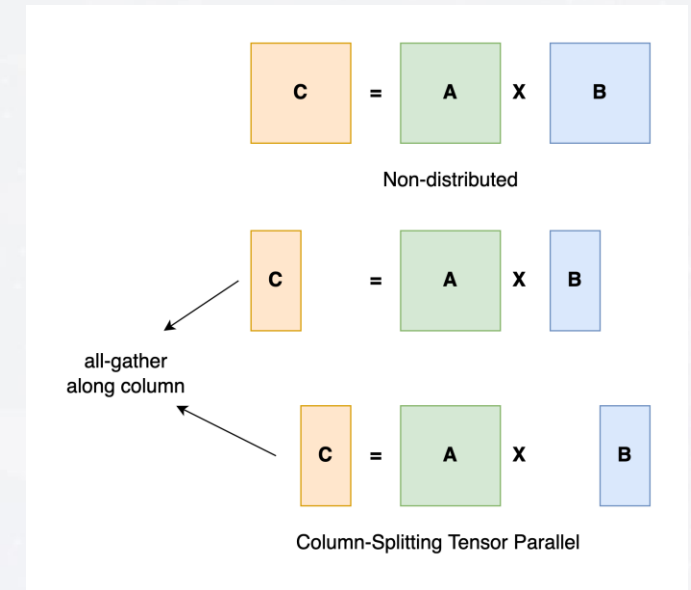 C = A X B
Non-distributed
C = A X B
all-gather
along column
C = A X B
Column-Splitting Tensor Parallel